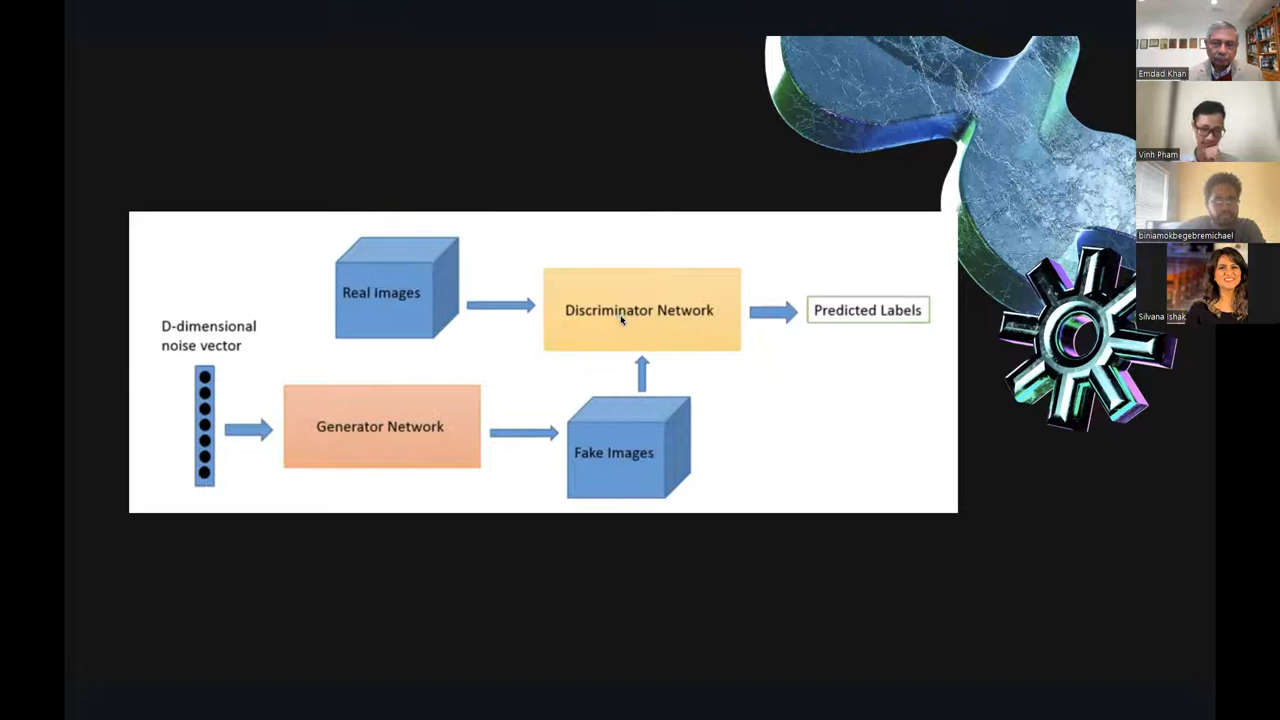 Real Images
Discriminator Network
Predicted Labels
D-dimensional
noise vector
Generator Network
Fake Images
Emdad Khan
Vinh Pham
biniamokbegebremichael
Silvana Ishak